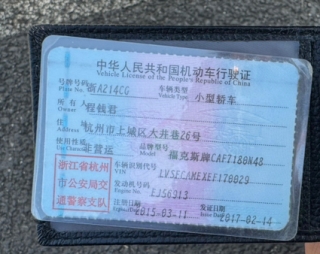 中华人民共和国机动车行驶证
Vehicle License of the People's Republic of China
号牌号码 浙A214CG 车辆类型 小型轿车
Plate No. Vehicle Type
所有人 程钱君
Owner
住址 杭州市上城区大井巷26号
Address
使用性质 非营运 品牌型号 福克斯牌CAF7180N48
Use Character Model
浙江省杭州 车辆识别代号 LVSFCAMEXEF170029
VIN
市公安局交 发动机号码 EJ56913
Engine No.
通警察支队 注册日期 2015-03-11 发证日期 2017-02-14
Register Date Issue Date